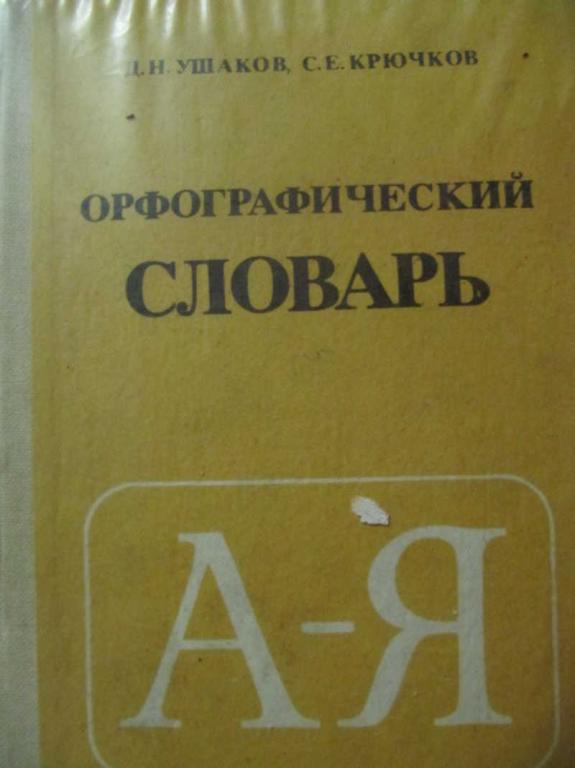 Д.Н. УШАКОВ, С.Е. КРЮЧКОВ
ОРФОГРАФИЧЕСКИЙ
СЛОВАРЬ
А-Я